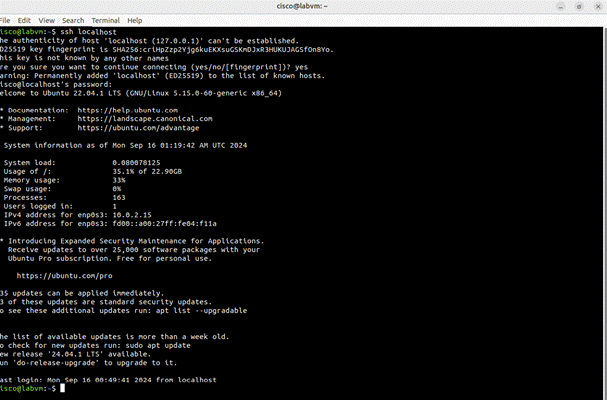 cisco@labvm: ~
File Edit View Search Terminal Help
cisco@labvm:~$ ssh localhost
he authenticity of host 'localhost (127.0.0.1)' can't be established.
D25519 key fingerprint is
his key is not known by any other names
re you sure you want to continue connecting (yes/no/[fingerprint])? yes
arning: Permanently added 'localhost' (ED25519) to the list of known hosts.
isco@localhost's password:
elcome to Ubuntu 22.04.1 LTS (GNU/Linux 5.15.0-60-generic x86_64)
* Documentation: https://help.ubuntu.com
* Management: https://landscape.canonical.com
* Support: https://ubuntu.com/advantage
System information as of Mon Sep 16 01:19:42 AM UTC 2024
System load: 0.080078125
Usage of /: 35.1% of 22.90GB
Memory usage: 33%
Swap usage: 0%
Processes: 163
Users logged in: 1
IPv4 address for enp0s3: 10.0.2.15
IPv6 address for enp0s3: fd00::a00:27ff:fe04:f11a
* Introducing Expanded Security Maintenance for Applications.
Receive updates to over 25,000 software packages with your
Ubuntu Pro subscription. Free for personal use.
https://ubuntu.com/pro
35 updates can be applied immediately.
3 of these updates are standard security updates.
o see these additional updates run: apt list --upgradable
he list of available updates is more than a week old.
o check for new updates run: sudo apt update
ew release '24.04.1 LTS' available.
un 'do-release-upgrade' to upgrade to it.
ast login: Mon Sep 16 00:49:41 2024 from localhost
isco@labvm:~$